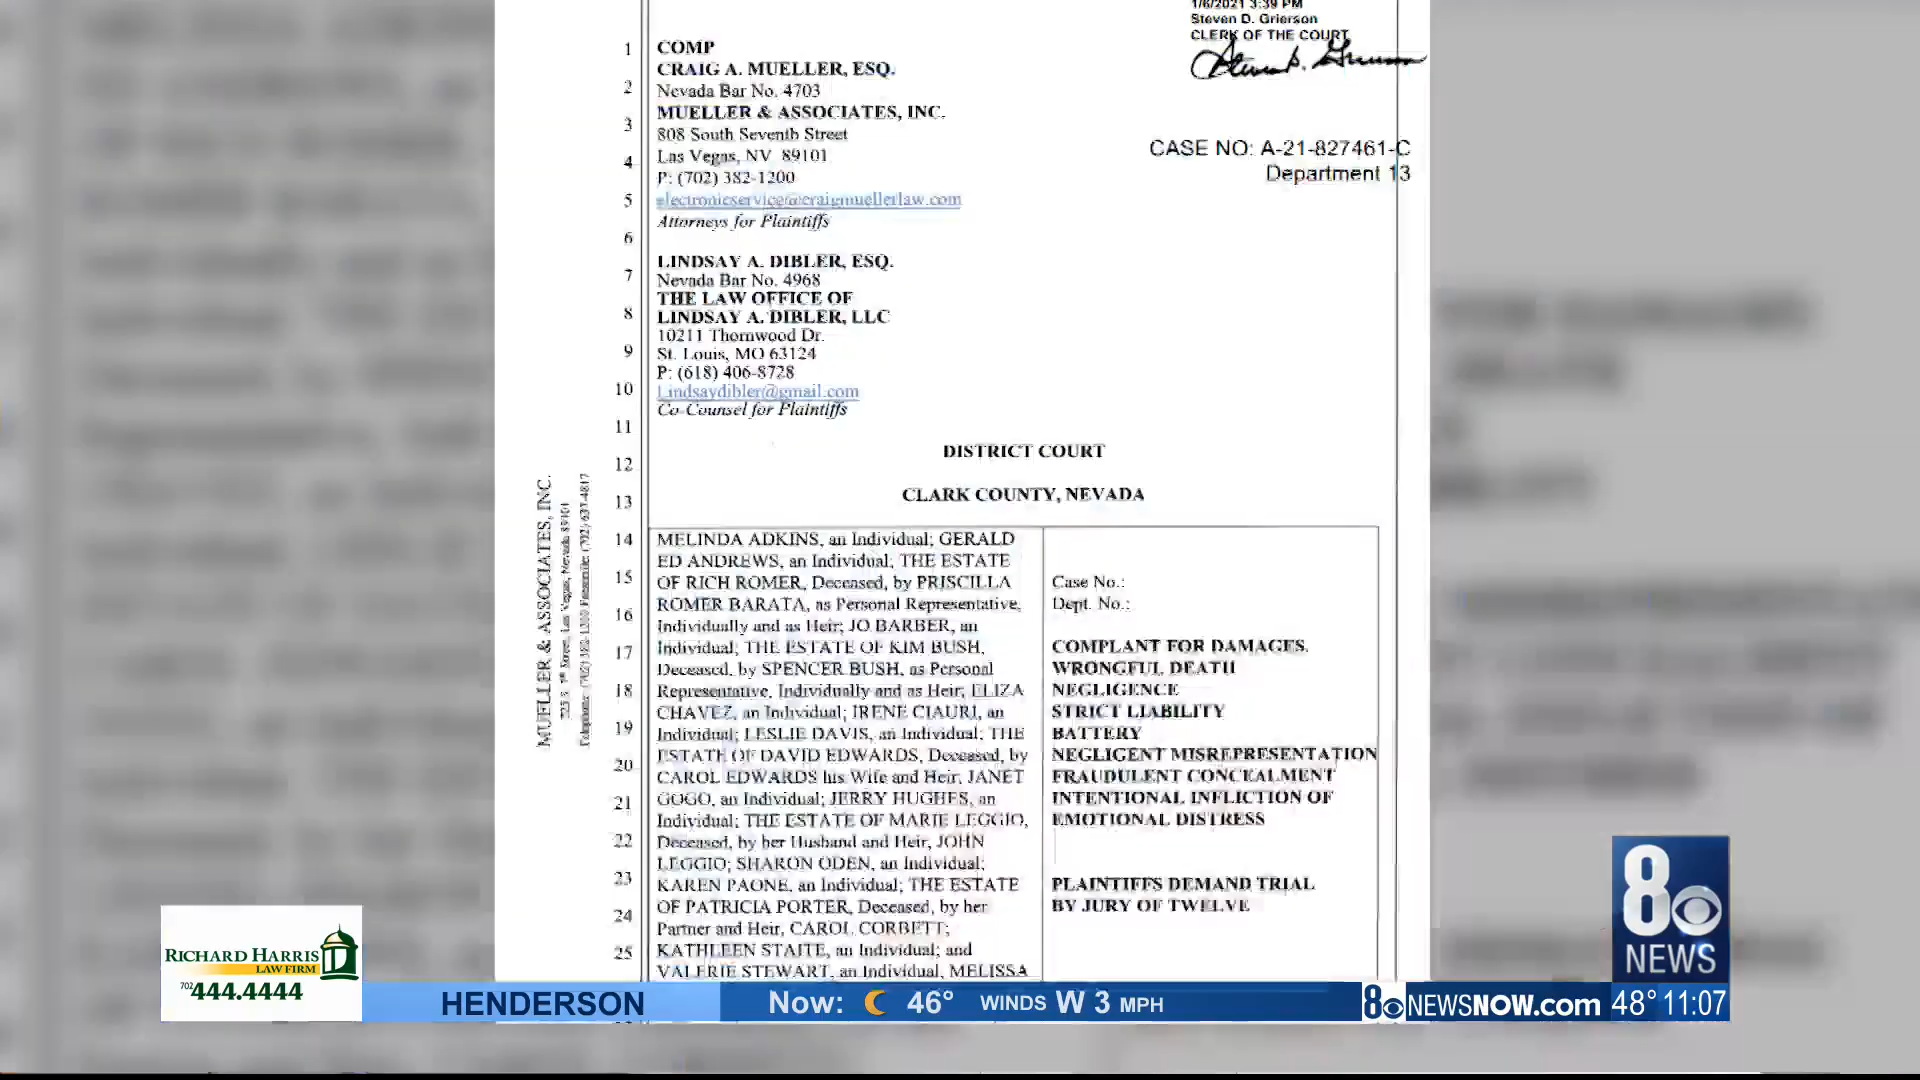 1/6/2021 3:39 PM
Steven D. Grierson
CLERK OF THE COURT
CASE NO: A-21-827461-C
Department 13
1
2
3
4
5
6
7
8
9
10
11
12
13
14
15
16
17
18
19
20
21
22
23
24
25
COMP
CRAIG A. MUELLER, ESQ.
Nevada Bar No. 4703
MUELLER & ASSOCIATES, INC.
808 South Seventh Street
Las Vegas, NV 89101
P: (702) 382-1200
electronicservice@craigmuellerlaw.com
Attorneys for Plaintiffs
LINDSAY A. DIBLER, ESQ.
Nevada Bar No. 4968
THE LAW OFFICE OF
LINDSAY A. DIBLER, LLC
10211 Thornwood Dr.
St. Louis, MO 63124
P: (618) 406-8728
Lindsaydibler@gmail.com
Co-Counsel for Plaintiffs
DISTRICT COURT
CLARK COUNTY, NEVADA
MUELLER & ASSOCIATES, INC.
MELINDA ADKINS, an Individual; GERALD
ED ANDREWS, an Individual; THE ESTATE
OF RICH ROMER, Deceased, by PRISCILLA
ROMER BARATA, as Personal Representative,
Individually and as Heir; JO BARBER, an
Individual; THE ESTATE OF KIM BUSH,
Deceased, by SPENCER BUSH, as Personal
Representative, Individually and as Heir, ELIZA
CHAVEZ, an Individual; IRENE CIAURI, an
Individual; LESLIE DAVIS, an Individual; THE
ESTATE OF DAVID EDWARDS, Deceased, by
CAROL EDWARDS his Wife and Heir, JANET
GOGO, an Individual; JERRY HUGHES, an
Individual; THE ESTATE OF MARIE LEGGIO,
Deceased, by her Husband and Heir, JOHN
LEGGIO; SHARON ODEN, an Individual;
KAREN PAONE, an Individual; THE ESTATE
OF PATRICIA PORTER, Deceased, by her
Partner and Heir, CAROL CORBETT;
KATHLEEN STAITE, an Individual; and
VALERIE STEWART, an Individual, MELISSA
Case No.:
Dept. No.:
COMPLANT FOR DAMAGES.
WRONGFUL DEATH
NEGLIGENCE
STRICT LIABILITY
BATTERY
NEGLIGENT MISREPRESENTATION
FRAUDULENT CONCEALMENT
INTENTIONAL INFLICTION OF
EMOTIONAL DISTRESS
PLAINTIFFS DEMAND TRIAL
BY JURY OF TWELVE
8
NEWS
RICHARD HARRIS
LAW FIRM
702 444.4444
HENDERSON
Now: 46° WINDS W 3 MPH
8 NEWSNOW.com 48° 11:07